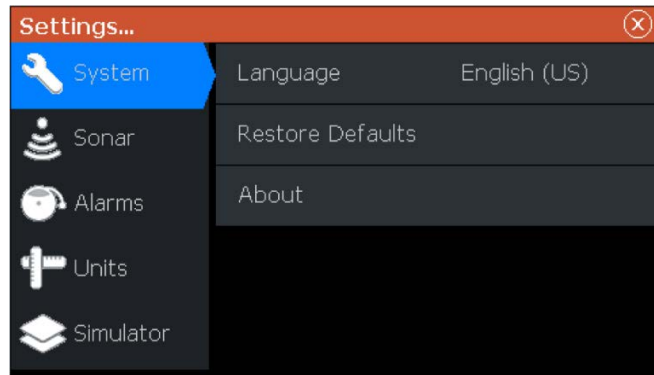 Settings...
System
Language English (US)
Sonar
Restore Defaults
Alarms
About
Units
Simulator